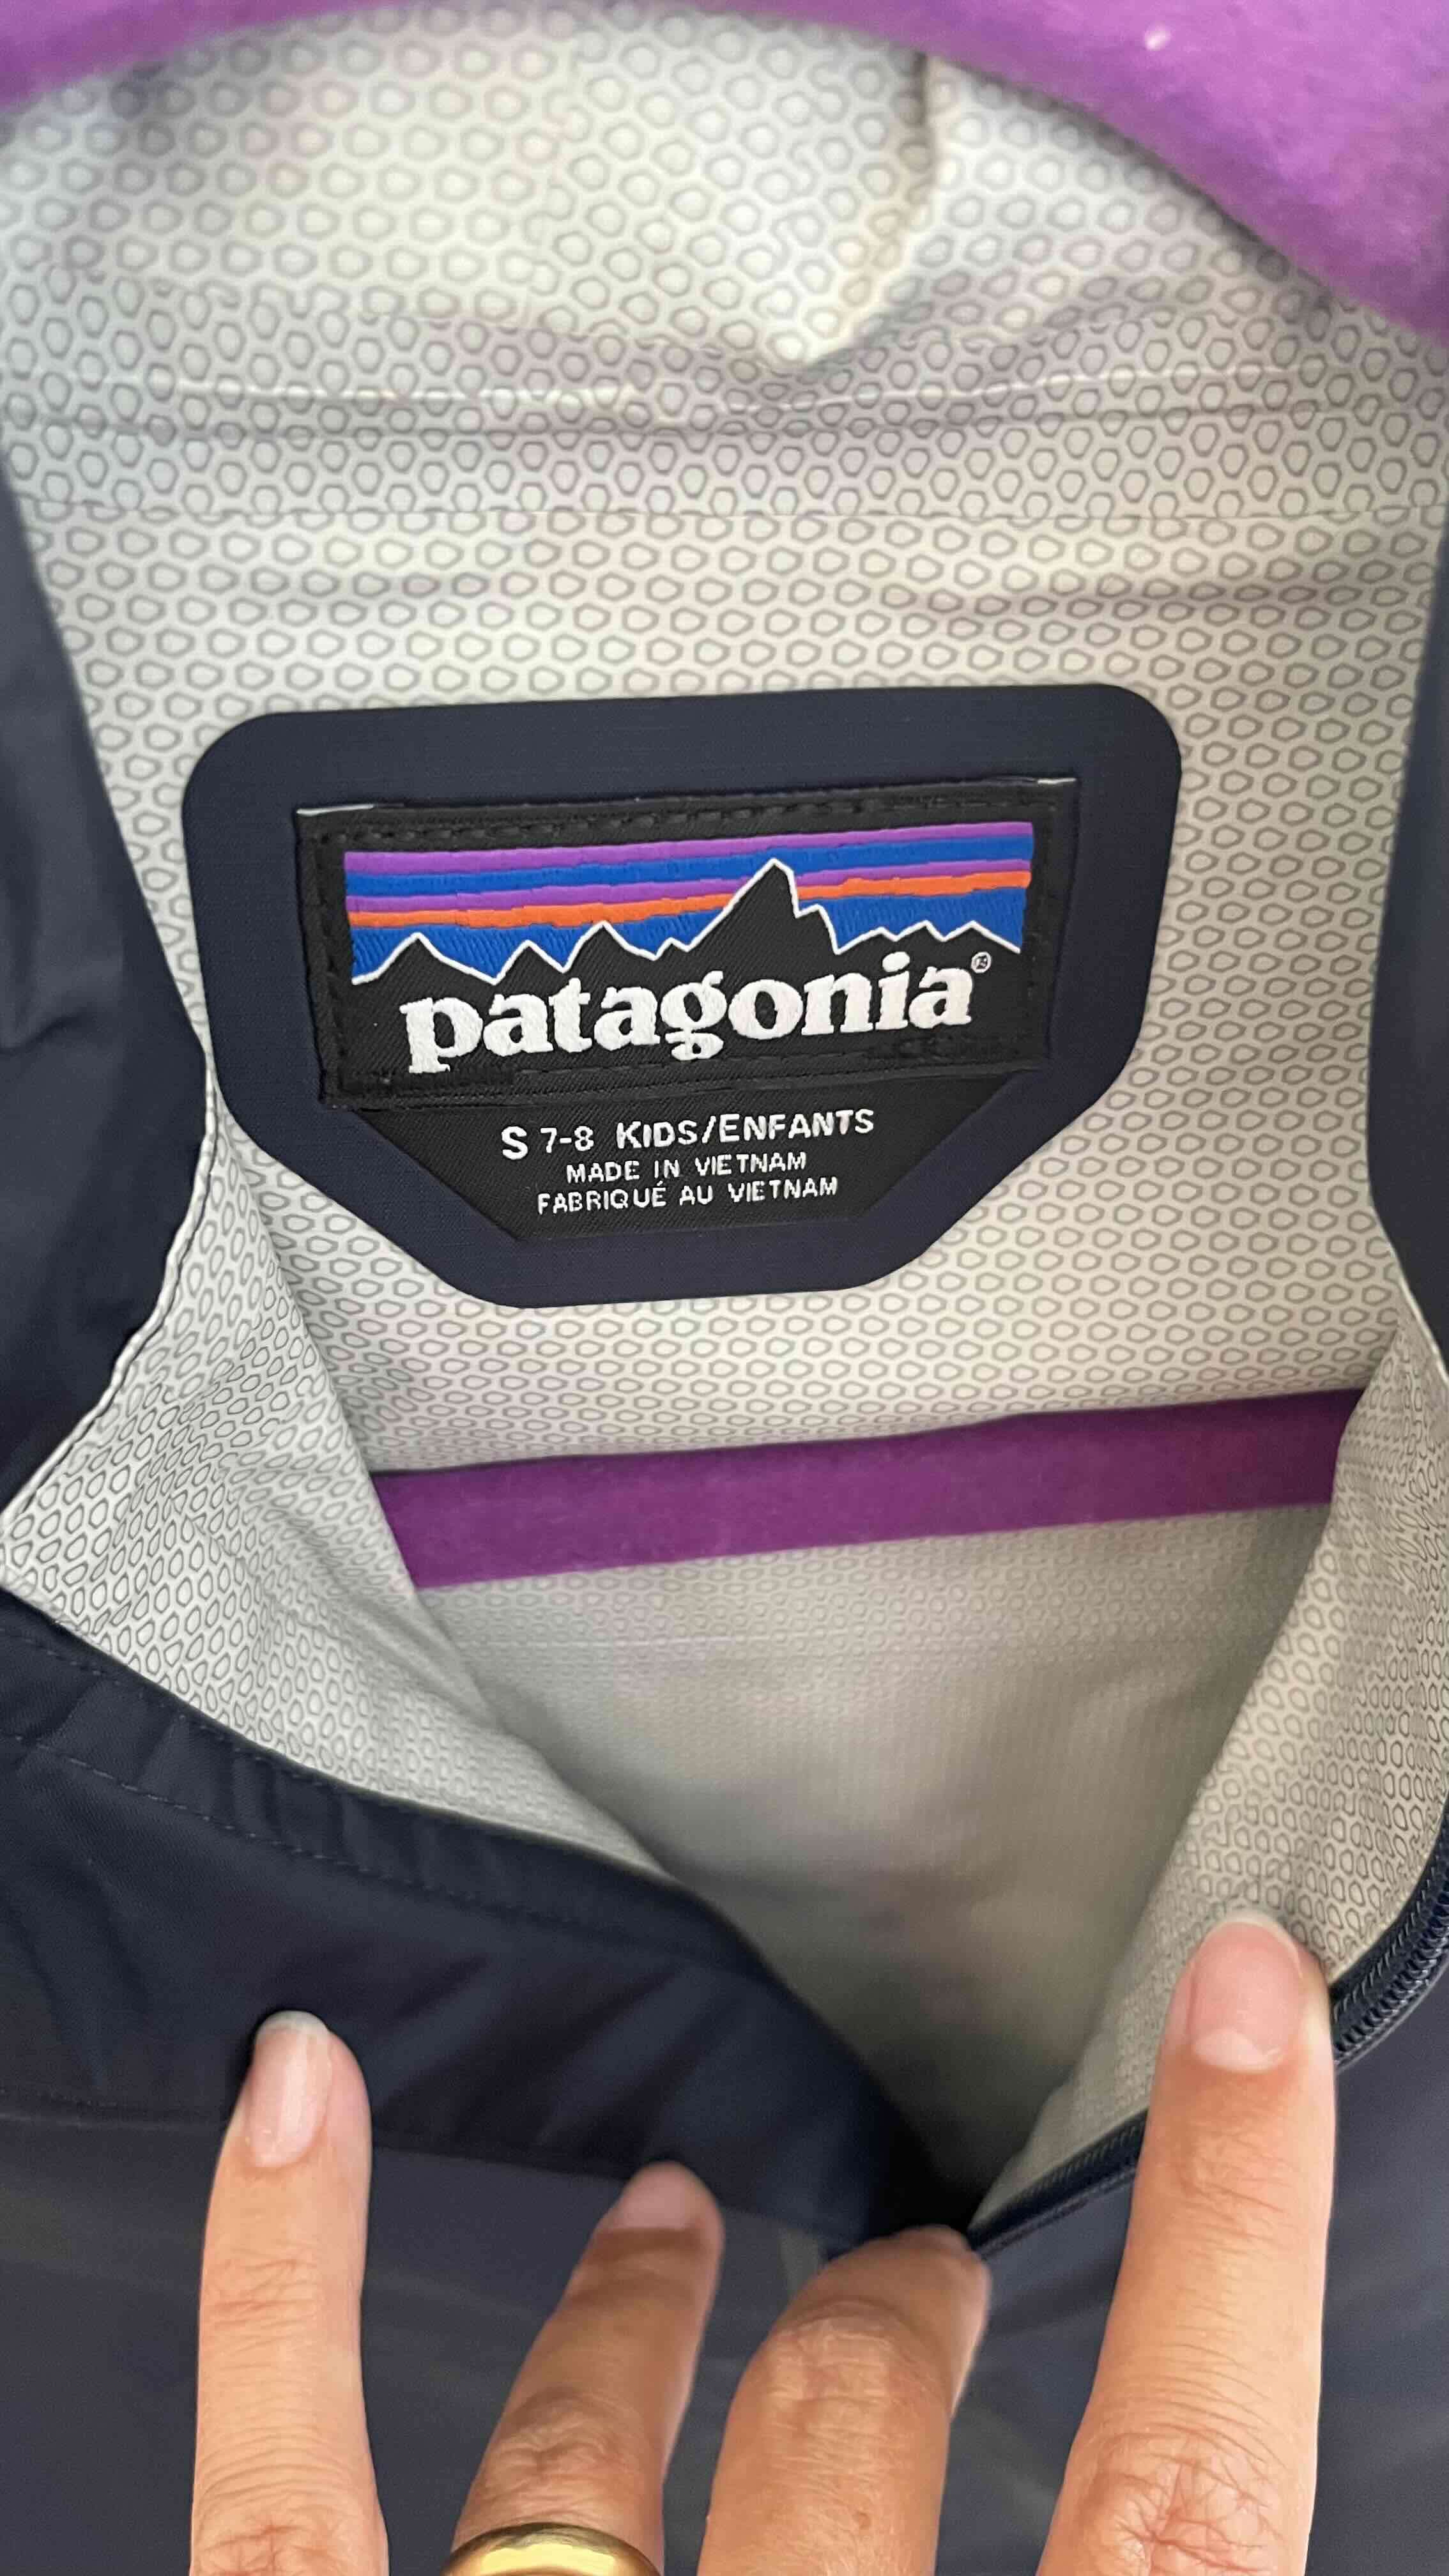 patagonia®
S 7-8 KIDS/ENFANTS
MADE IN VIETNAM
FABRIQUÉ AU VIETNAM